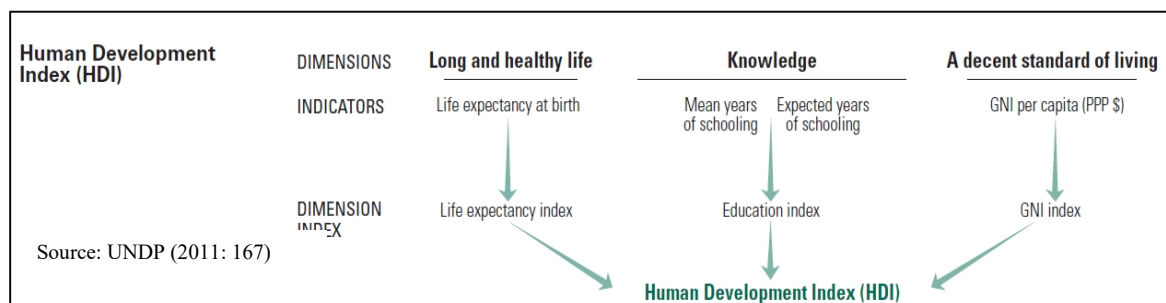 Human Development
Index (HDI)
DIMENSIONS
Long and healthy life
Knowledge
A decent standard of living
INDICATORS
Life expectancy at birth
Mean years
of schooling
Expected years
of schooling
GNI per capita (PPP $)
DIMENSION
INDEX
Life expectancy index
Education index
GNI index
Source: UNDP (2011: 167)
Human Development Index (HDI)